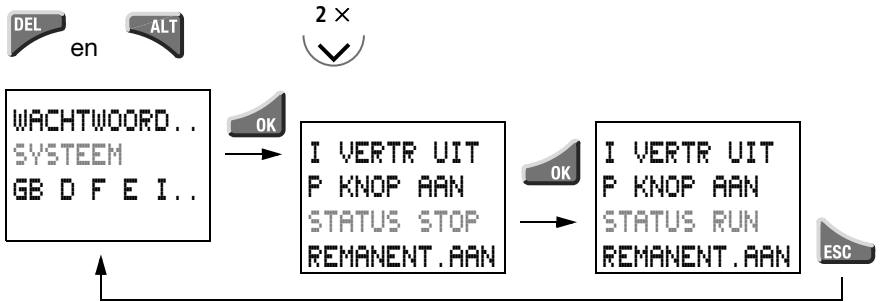 DEL
en
ALT
2 ×
WACHTWOORD..
SYSTEEM
GB D F E I..
OK
I VERTR UIT
P KNOP AAN
STATUS STOP
REMANENT.AAN
OK
I VERTR UIT
P KNOP AAN
STATUS RUN
REMANENT.AAN
ESC